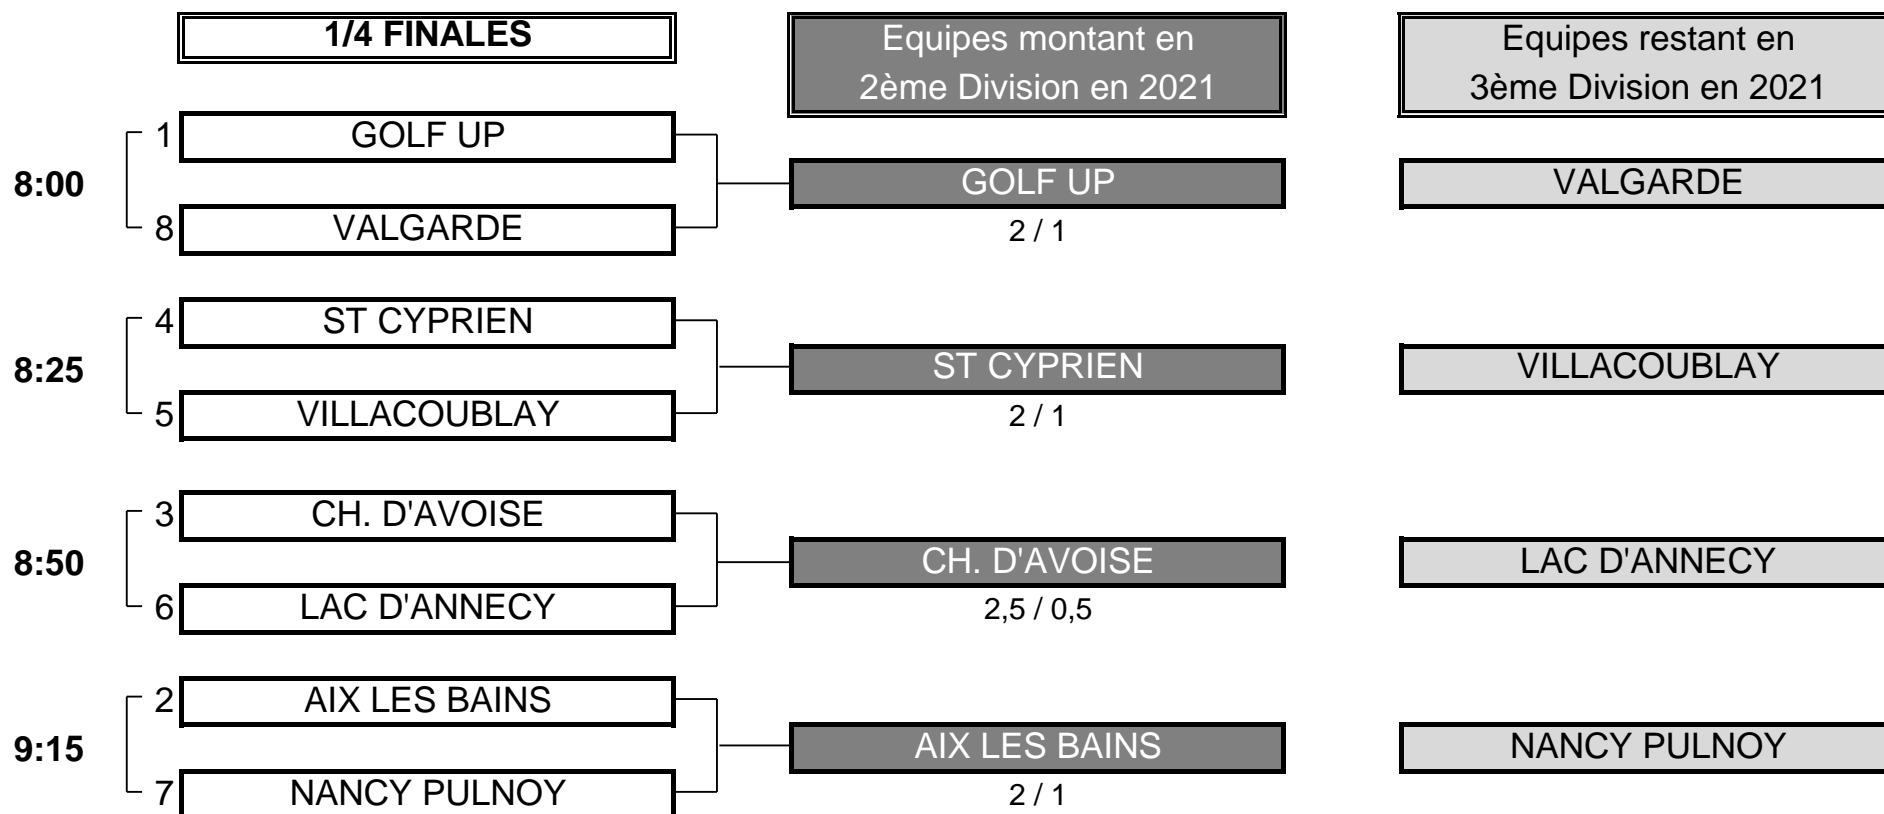 1/4 FINALES
Equipes montant en
2ème Division en 2021
Equipes restant en
3ème Division en 2021
1 GOLF UP
8:00
GOLF UP
VALGARDE
8 VALGARDE
2 / 1
4 ST CYPRIEN
8:25
ST CYPRIEN
VILLACOUBLAY
5 VILLACOUBLAY
2 / 1
3 CH. D'AVOISE
8:50
CH. D'AVOISE
LAC D'ANNECY
6 LAC D'ANNECY
2,5 / 0,5
2 AIX LES BAINS
9:15
AIX LES BAINS
NANCY PULNOY
7 NANCY PULNOY
2 / 1